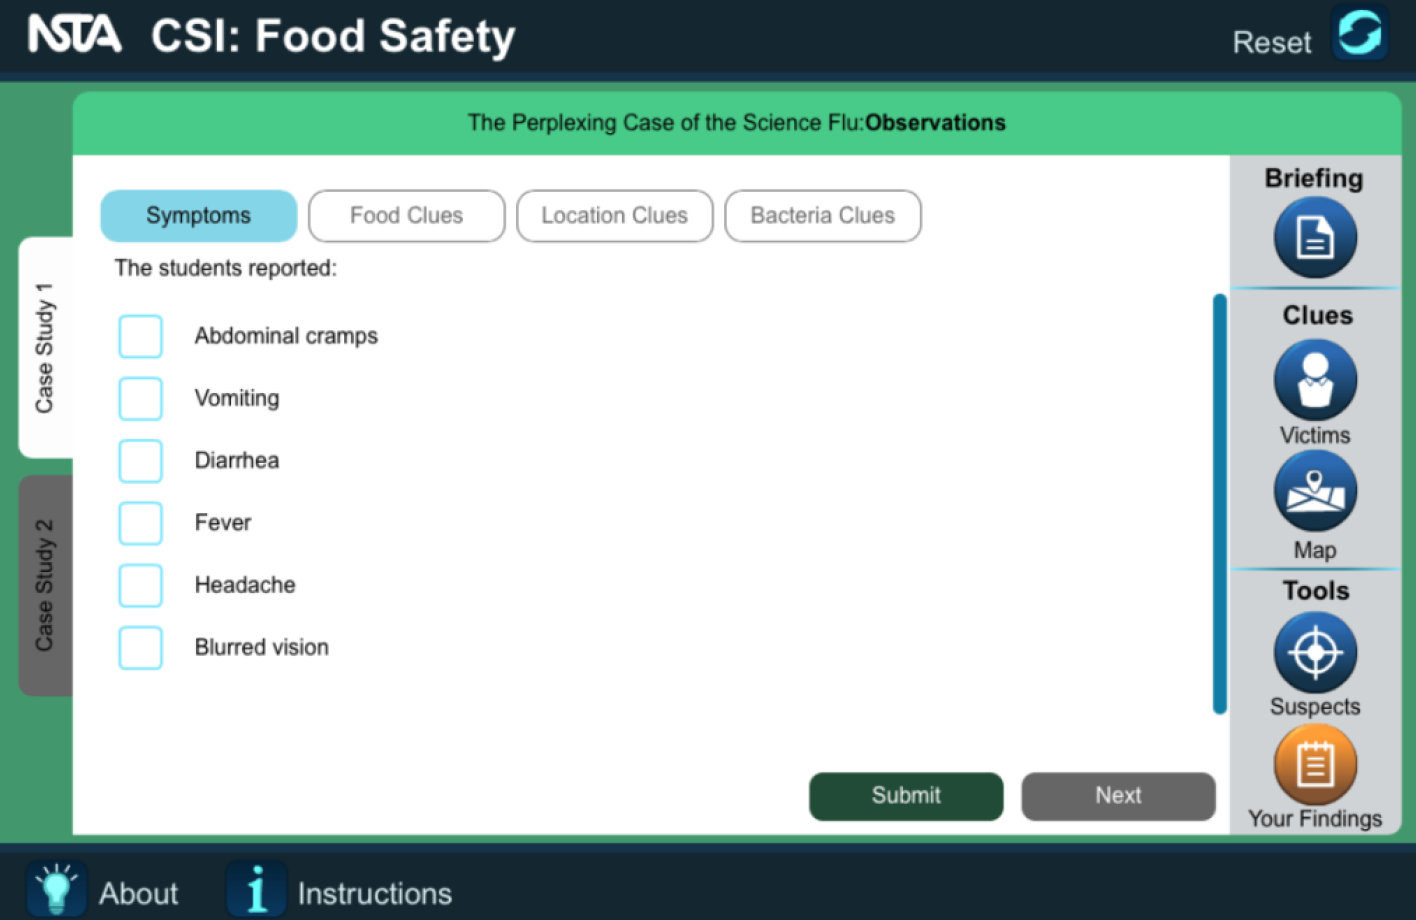 NSTA CSI: Food Safety
Reset
The Perplexing Case of the Science Flu:Observations
Symptoms
Food Clues
Location Clues
Bacteria Clues
The students reported:
Abdominal cramps
Vomiting
Diarrhea
Fever
Headache
Blurred vision
Submit
Next
Case Study 1
Case Study 2
Briefing
Clues
Victims
Map
Tools
Suspects
Your Findings
About
Instructions